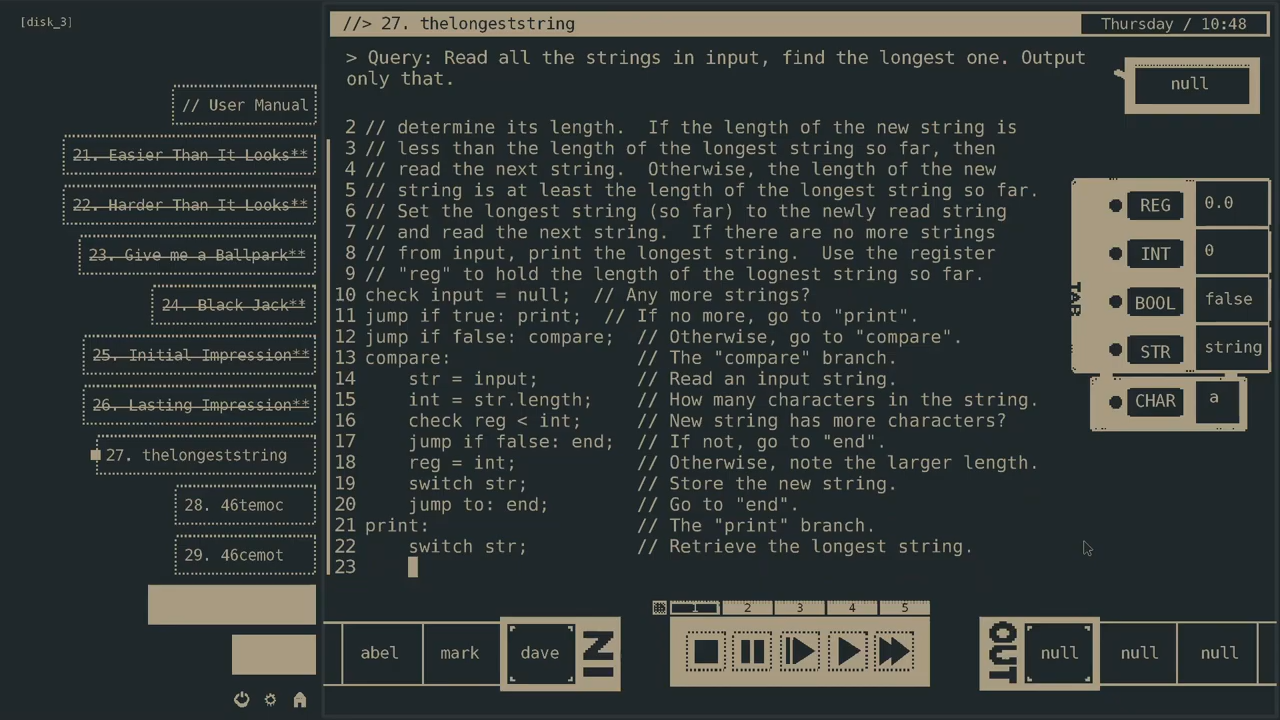 [disk_3]
//> 27. thelongeststring
Thursday / 10:48
> Query: Read all the strings in input, find the longest one. Output
only that.
null
// User Manual
21. Easier Than It Looks**
22. Harder Than It Looks**
23. Give me a Ballpark**
24. Black Jack**
25. Initial Impression**
26. Lasting Impression**
27. thelongeststring
28. 46temoc
29. 46cemot
2 // determine its length.  If the length of the new string is
3 // less than the length of the longest string so far, then
4 // read the next string.  Otherwise, the length of the new
5 // string is at least the length of the longest string so far.
6 // Set the longest string (so far) to the newly read string
7 // and read the next string.  If there are no more strings
8 // from input, print the longest string.  Use the register
9 // "reg" to hold the length of the lognest string so far.
10 check input = null;  // Any more strings?
11 jump if true: print;  // If no more, go to "print".
12 jump if false: compare;  // Otherwise, go to "compare".
13 compare:                 // The "compare" branch.
14     str = input;         // Read an input string.
15     int = str.length;    // How many characters in the string.
16     check reg < int;     // New string has more characters?
17     jump if false: end;  // If not, go to "end".
18     reg = int;           // Otherwise, note the larger length.
19     switch str;          // Store the new string.
20     jump to: end;        // Go to "end".
21 print:                   // The "print" branch.
22     switch str;          // Retrieve the longest string.
23
REG 0.0
INT 0
BOOL false
STR string
CHAR a
1 2 3 4 5
abel mark dave IN
OUT null null null